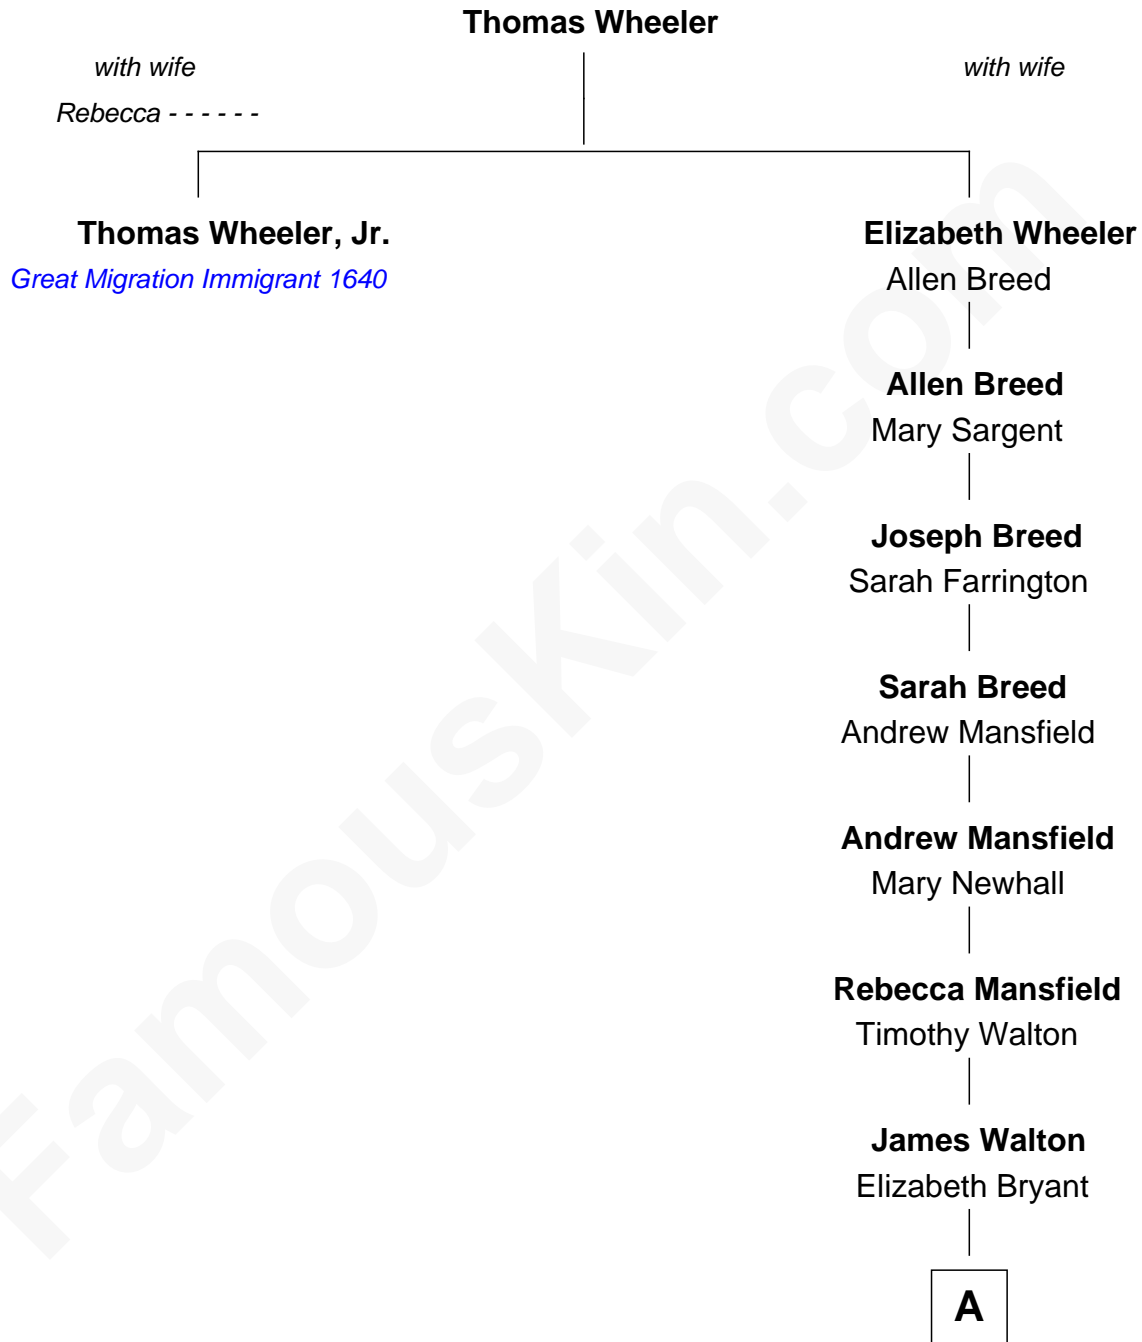 Thomas Wheeler
with wife
with wife
Rebecca - - - - - -
Thomas Wheeler, Jr.
Great Migration Immigrant 1640
Elizabeth Wheeler
Allen Breed
Allen Breed
Mary Sargent
Joseph Breed
Sarah Farrington
Sarah Breed
Andrew Mansfield
Andrew Mansfield
Mary Newhall
Rebecca Mansfield
Timothy Walton
James Walton
Elizabeth Bryant
A
FamousKin.com